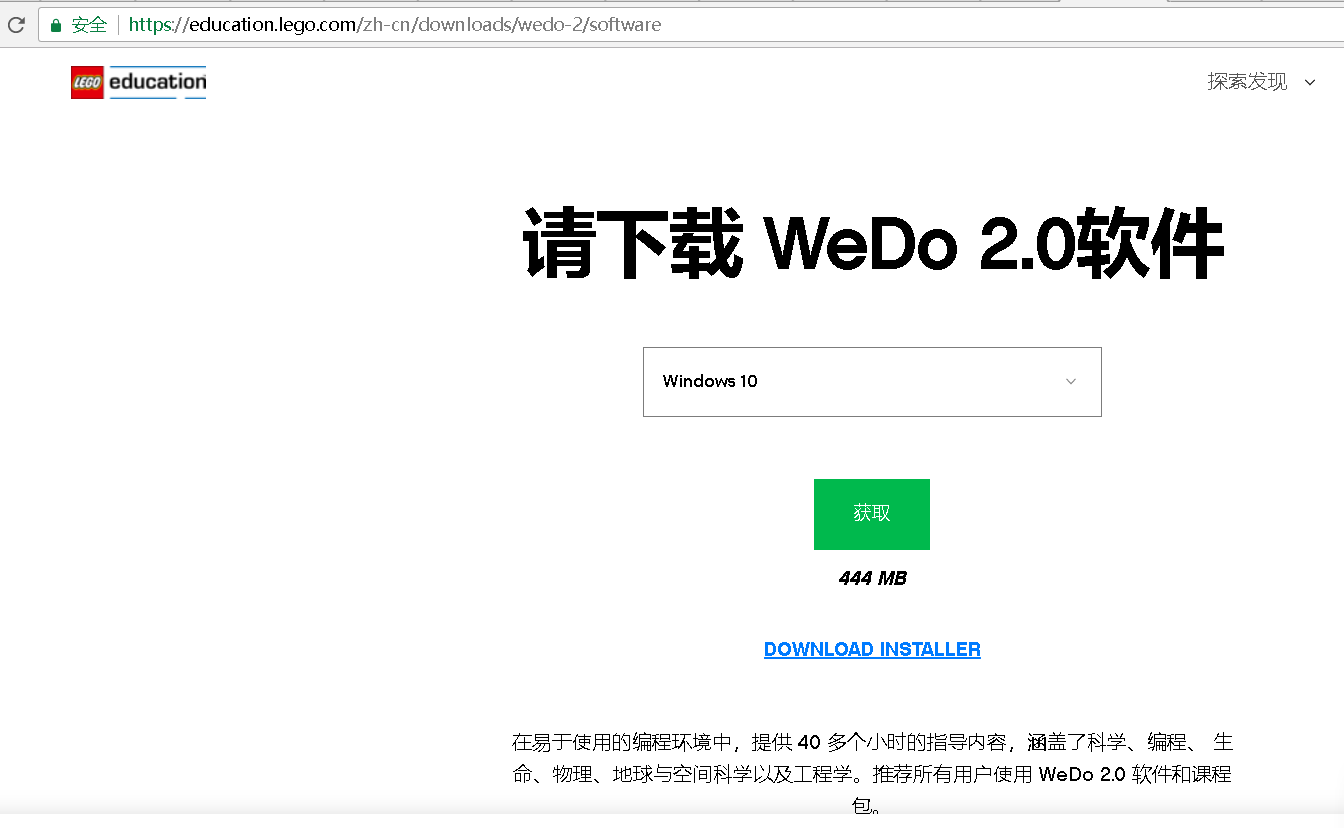 安全 https://education.lego.com/zh-cn/downloads/wedo-2/software
LEGO education
探索发现
请下载 WeDo 2.0软件
Windows 10
获取
444 MB
DOWNLOAD INSTALLER
在易于使用的编程环境中，提供 40 多个小时的指导内容，涵盖了科学、编程、 生
命、物理、地球与空间科学以及工程学。推荐所有用户使用 WeDo 2.0 软件和课程
包。